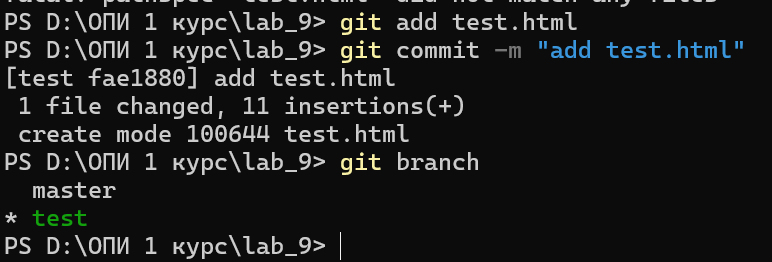 PS D:\ОПИ 1 курс\lab_9> git add test.html
PS D:\ОПИ 1 курс\lab_9> git commit -m "add test.html"
[test fae1880] add test.html
 1 file changed, 11 insertions(+)
 create mode 100644 test.html
PS D:\ОПИ 1 курс\lab_9> git branch
  master
* test
PS D:\ОПИ 1 курс\lab_9>